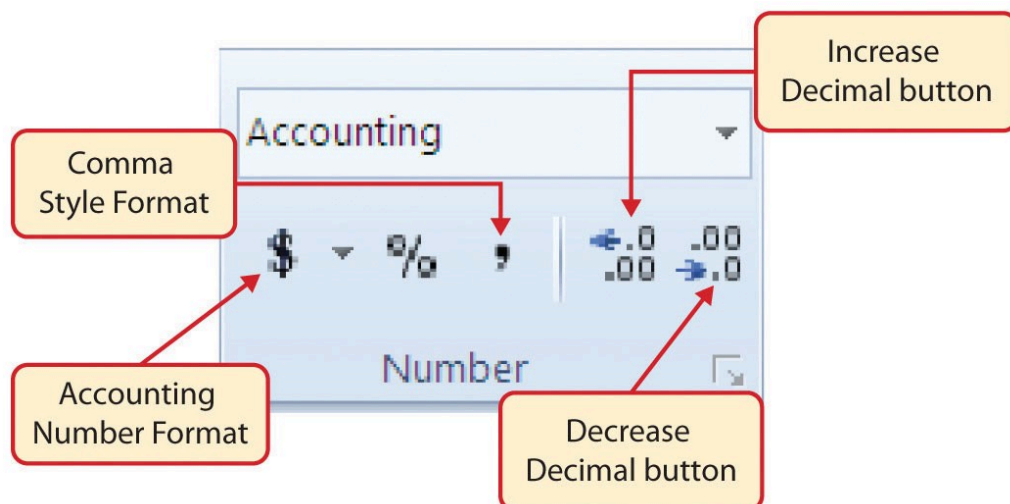 Increase
Decimal button
Accounting
Comma
Style Format
$ % , .0 .00
.00 .0
Number
Accounting
Number Format
Decrease
Decimal button